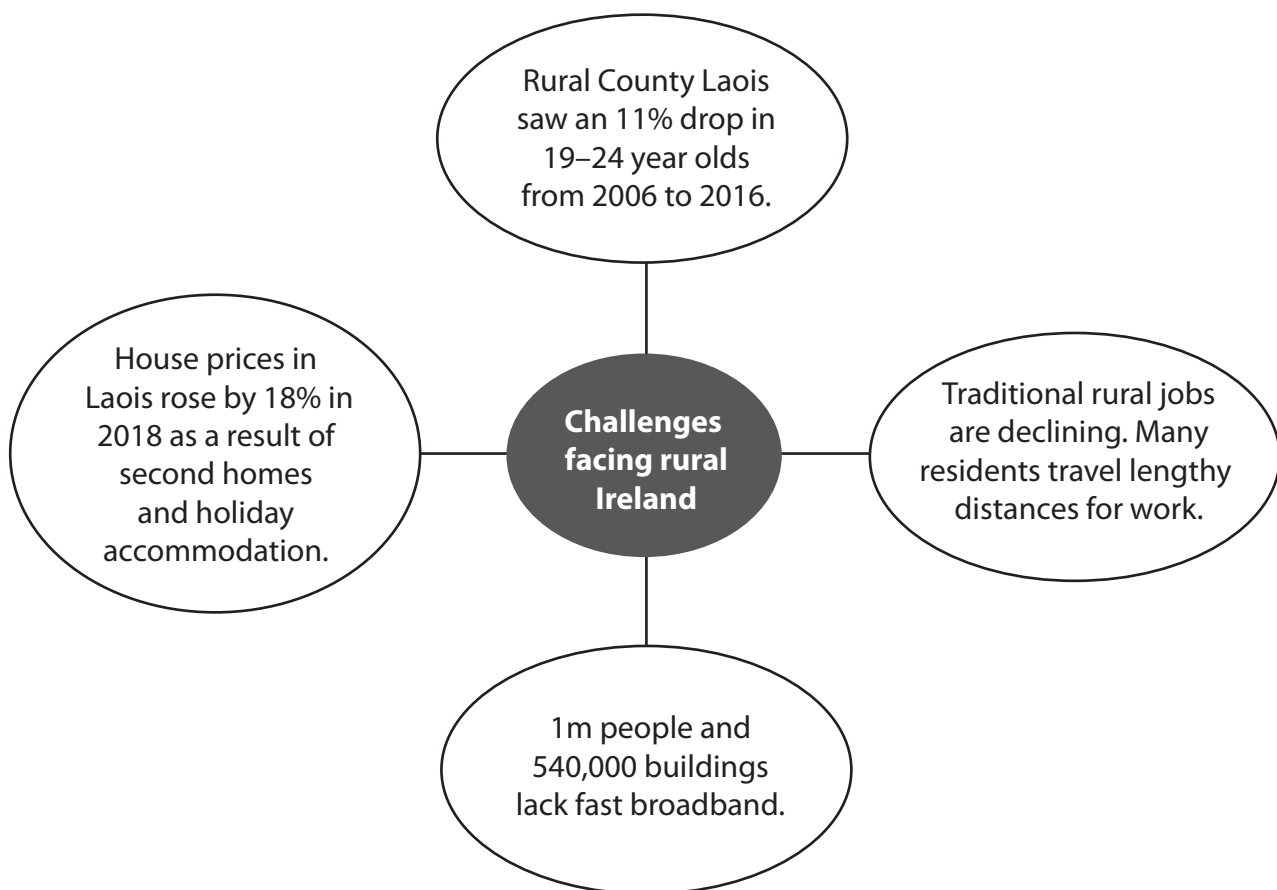 Rural County Laois
saw an 11% drop in
19–24 year olds
from 2006 to 2016.
House prices in
Laois rose by 18% in
2018 as a result of
second homes
and holiday
accommodation.
Challenges
facing rural
Ireland
Traditional rural jobs
are declining. Many
residents travel lengthy
distances for work.
1m people and
540,000 buildings
lack fast broadband.